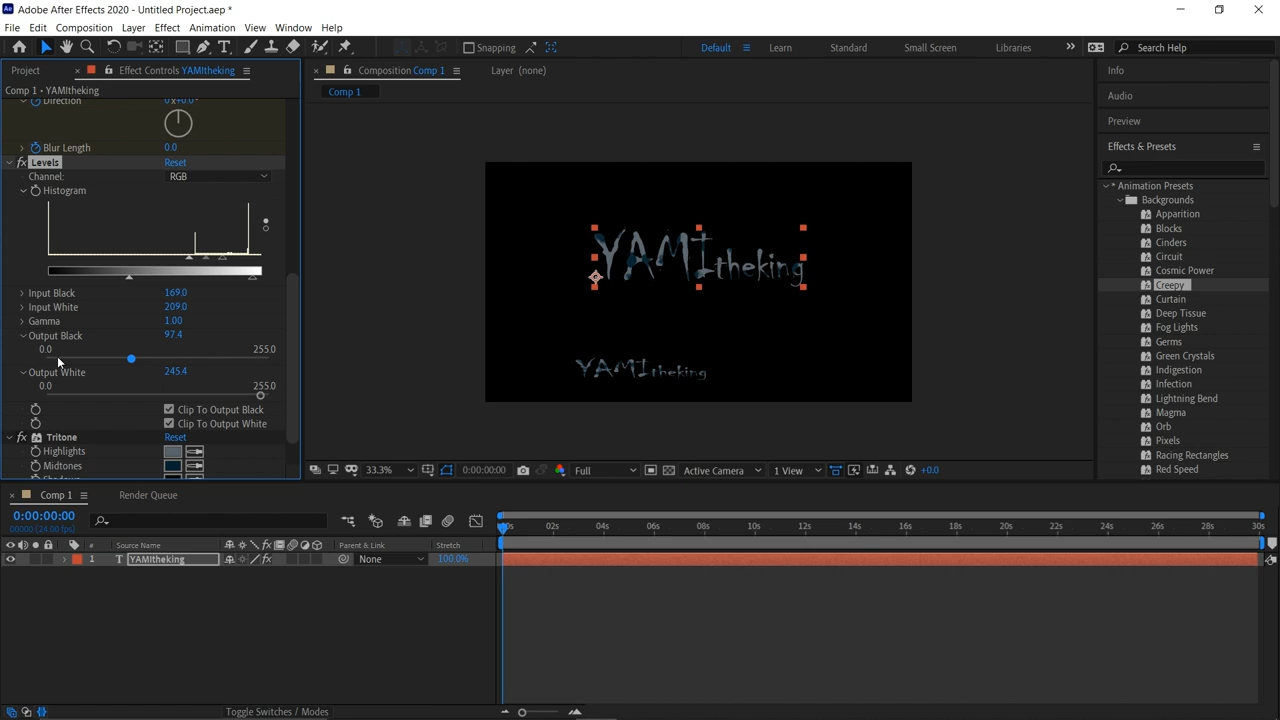 Adobe After Effects 2020 - Untitled Project.aep *
File Edit Composition Layer Effect Animation View Window Help
Snapping
Default Learn Standard Small Screen Libraries Search Help
Project Effect Controls YAMItheking
Composition Comp 1 Layer (none)
Comp 1 • YAMItheking
Comp 1
Direction 0x+0.0°
Blur Length 0.0
Levels Reset
Channel: RGB
Histogram
Input Black 169.0
Input White 209.0
Gamma 1.00
Output Black 97.4
0.0 255.0
Output White 245.4
0.0 255.0
Clip To Output Black
Clip To Output White
Tritone Reset
Highlights
Midtones
YAMItheking
YAMItheking
33.3% 0:00:00:00 Full Active Camera 1 View +0.0
Info
Audio
Preview
Effects & Presets
* Animation Presets
Backgrounds
Apparition
Blocks
Cinders
Circuit
Cosmic Power
Creepy
Curtain
Deep Tissue
Fog Lights
Germs
Green Crystals
Indigestion
Infection
Lightning Bend
Magma
Orb
Pixels
Racing Rectangles
Red Speed
Comp 1 Render Queue
0:00:00:00
00000 (24.00 fps)
00s 02s 04s 06s 08s 10s 12s 14s 16s 18s 20s 22s 24s 26s 28s 30s
# Source Name Parent & Link Stretch
1 T YAMItheking None 100.0%
Toggle Switches / Modes